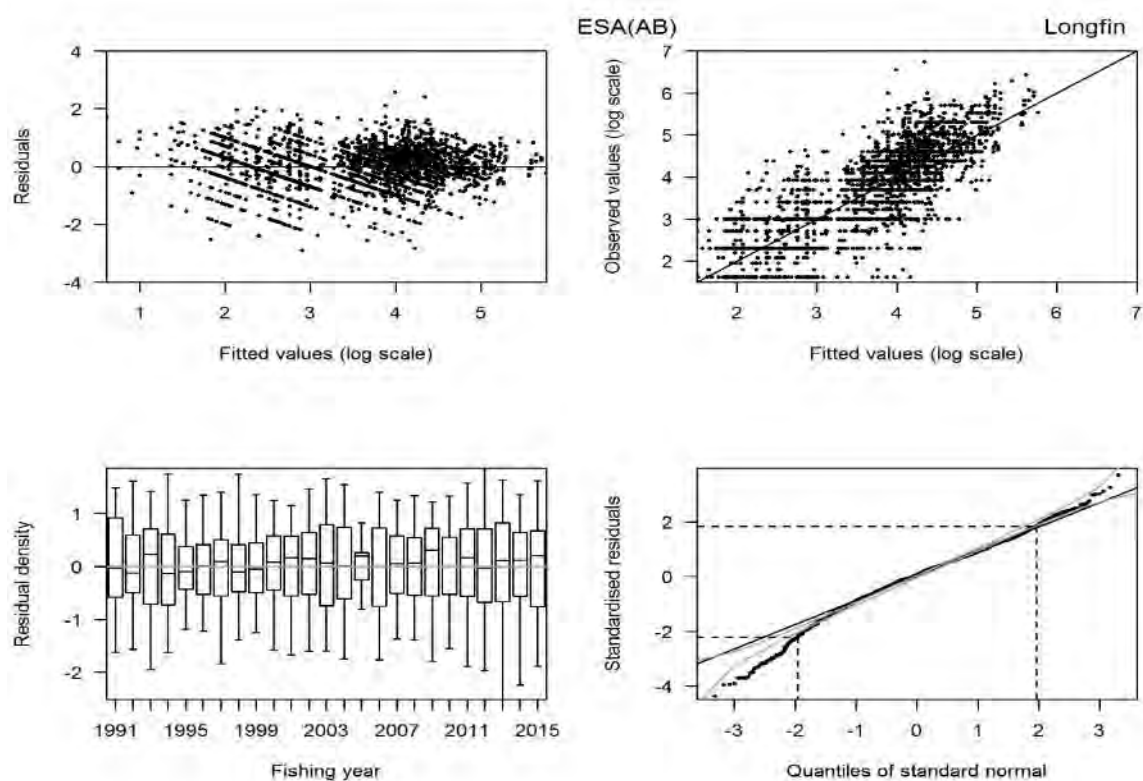 ESA(AB)
Longfin
Residuals
4
2
0
-2
-4
1 2 3 4 5
Fitted values (log scale)
Observed values (log scale)
7
6
5
4
3
2
2 3 4 5 6 7
Fitted values (log scale)
Residual density
1
0
-1
-2
1991 1995 1999 2003 2007 2011 2015
Fishing year
Standardised residuals
2
0
-2
-4
-3 -2 -1 0 1 2 3
Quantiles of standard normal